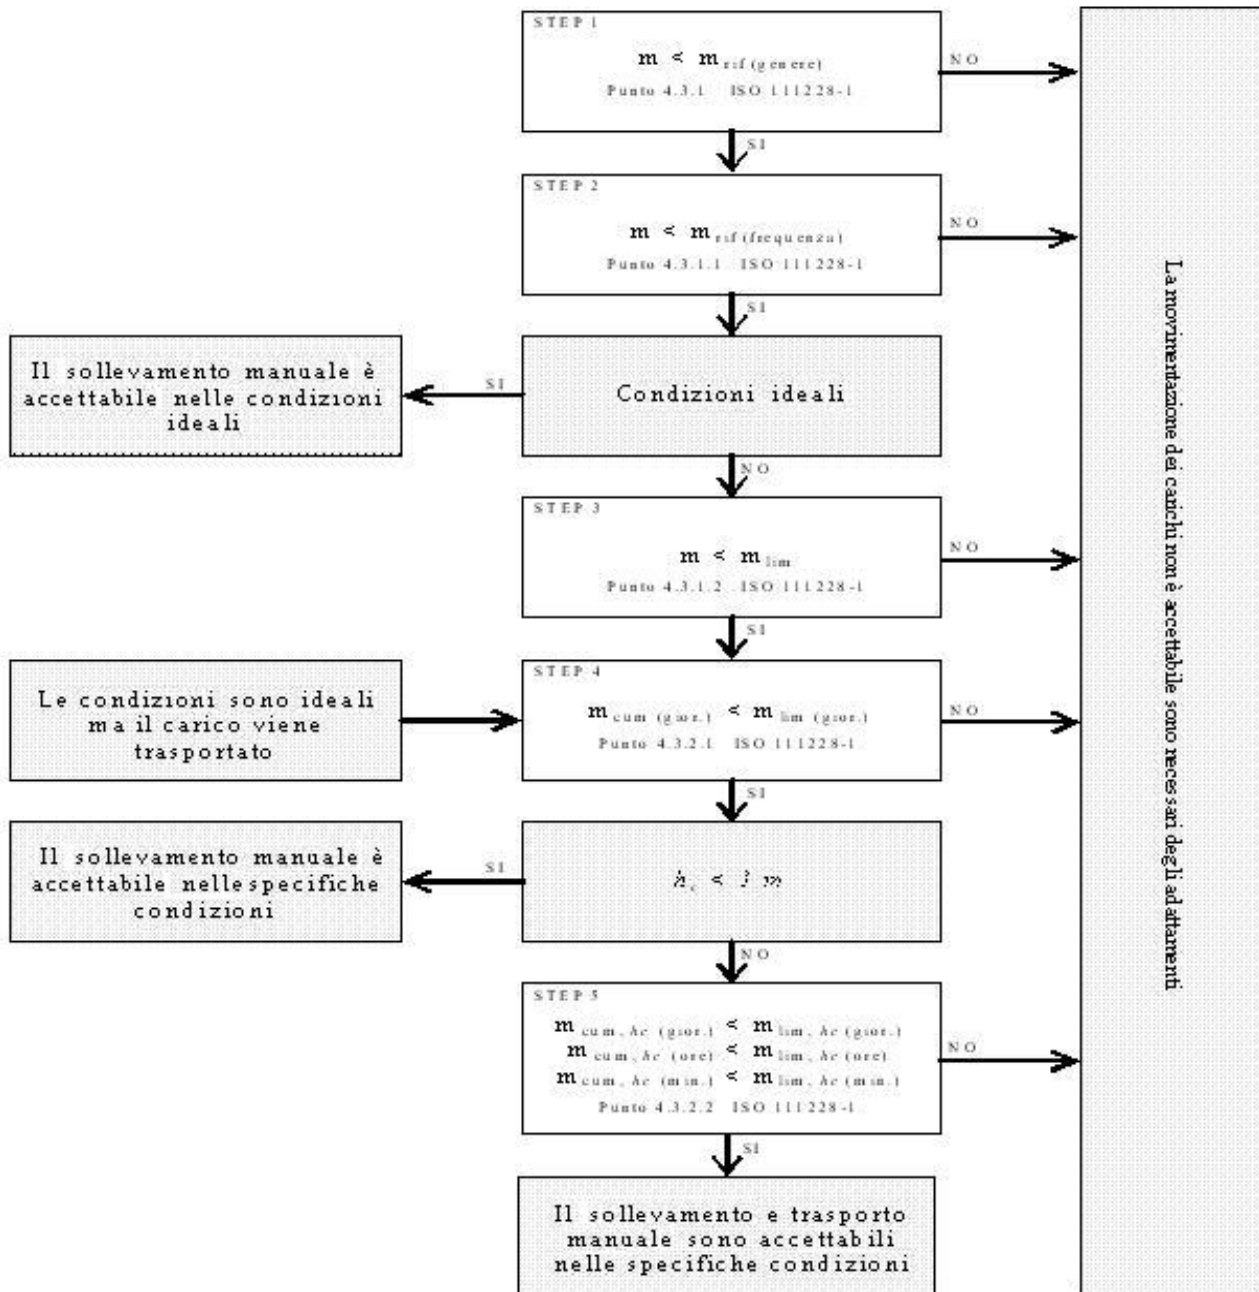 STEP 1
m < m rif (genere)
Punto 4.3.1 ISO 111228-1
NO
SI
STEP 2
m < m rif (frequenza)
Punto 4.3.1.1 ISO 111228-1
NO
SI
Il sollevamento manuale è
accettabile nelle condizioni
ideali
SI
Condizioni ideali
NO
STEP 3
m < m lim
Punto 4.3.1.2 ISO 111228-1
NO
SI
Le condizioni sono ideali
ma il carico viene
trasportato
STEP 4
m cum (gior.) < m lim (gior.)
Punto 4.3.2.1 ISO 111228-1
NO
SI
Il sollevamento manuale è
accettabile nelle specifiche
condizioni
SI
hc < 3 m
NO
STEP 5
m cum, hc (gior.) < m lim, hc (gior.)
m cum, hc (ore) < m lim, hc (ore)
m cum, hc (min.) < m lim, hc (min.)
Punto 4.3.2.2 ISO 111228-1
NO
SI
Il sollevamento e trasporto
manuale sono accettabili
nelle specifiche condizioni
La movimentazione dei carichi non è accettabile sono necessari degli adattamenti